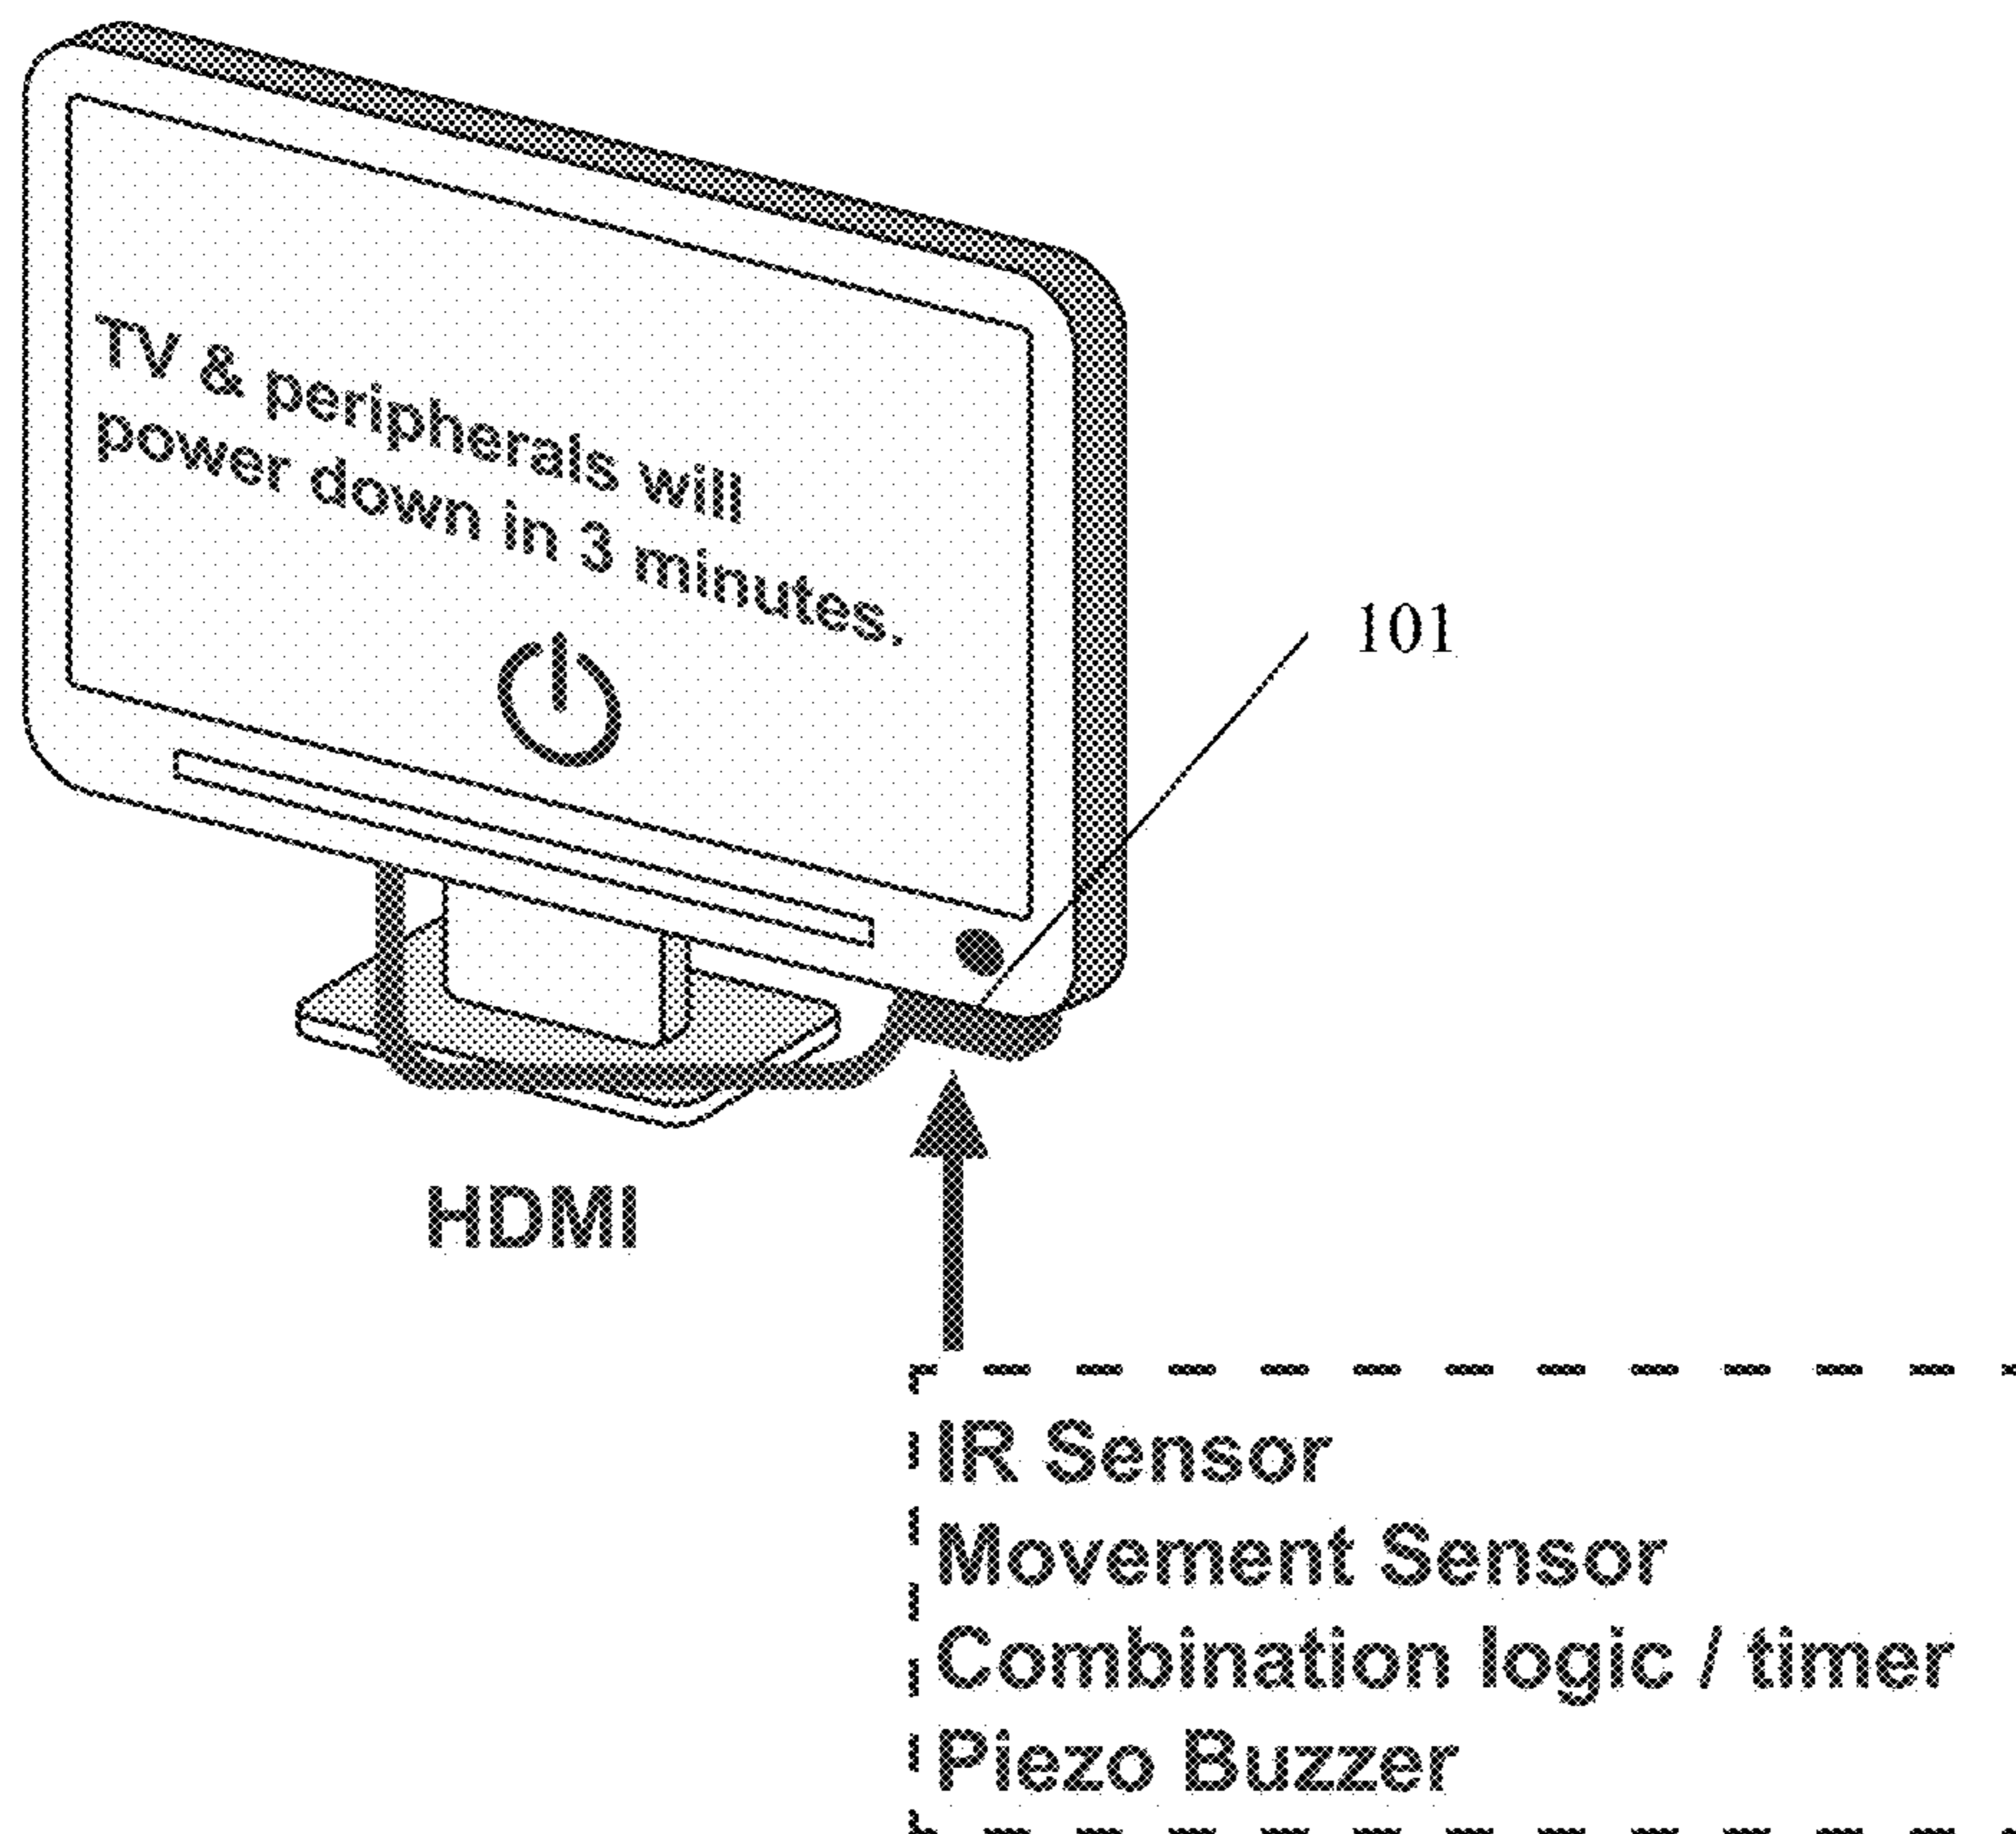 TV & peripherals will
power down in 3 minutes.
101
HDMI
IR Sensor
Movement Sensor
Combination logic / timer
Piezo Buzzer